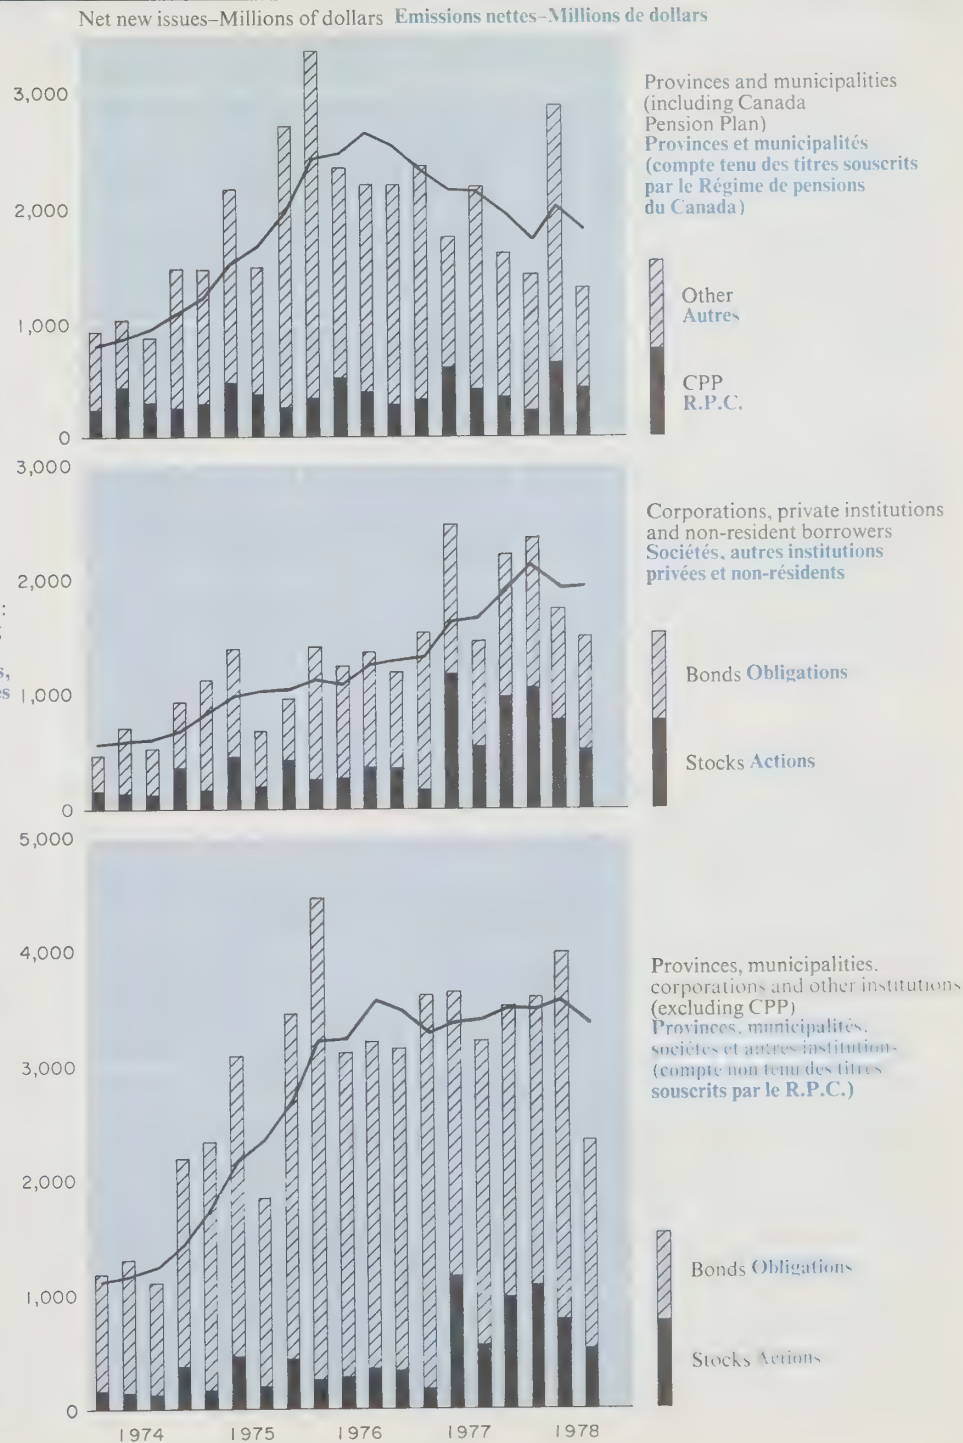 Net new issues–Millions of dollars Emissions nettes–Millions de dollars
3,000
2,000
1,000
0
Provinces and municipalities
(including Canada
Pension Plan)
Provinces et municipalités
(compte tenu des titres souscrits
par le Régime de pensions
du Canada)
Other
Autres
CPP
R.P.C.
3,000
2,000
1,000
0
Corporations, private institutions
and non-resident borrowers
Sociétés, autres institutions
privées et non-résidents
Bonds Obligations
Stocks Actions
5,000
4,000
3,000
2,000
1,000
0
Provinces, municipalities,
corporations and other institutions
(excluding CPP)
Provinces, municipalités,
sociétés et autres institutions
(compte non tenu des titres
souscrits par le R.P.C.)
Bonds Obligations
Stocks Actions
1974 1975 1976 1977 1978